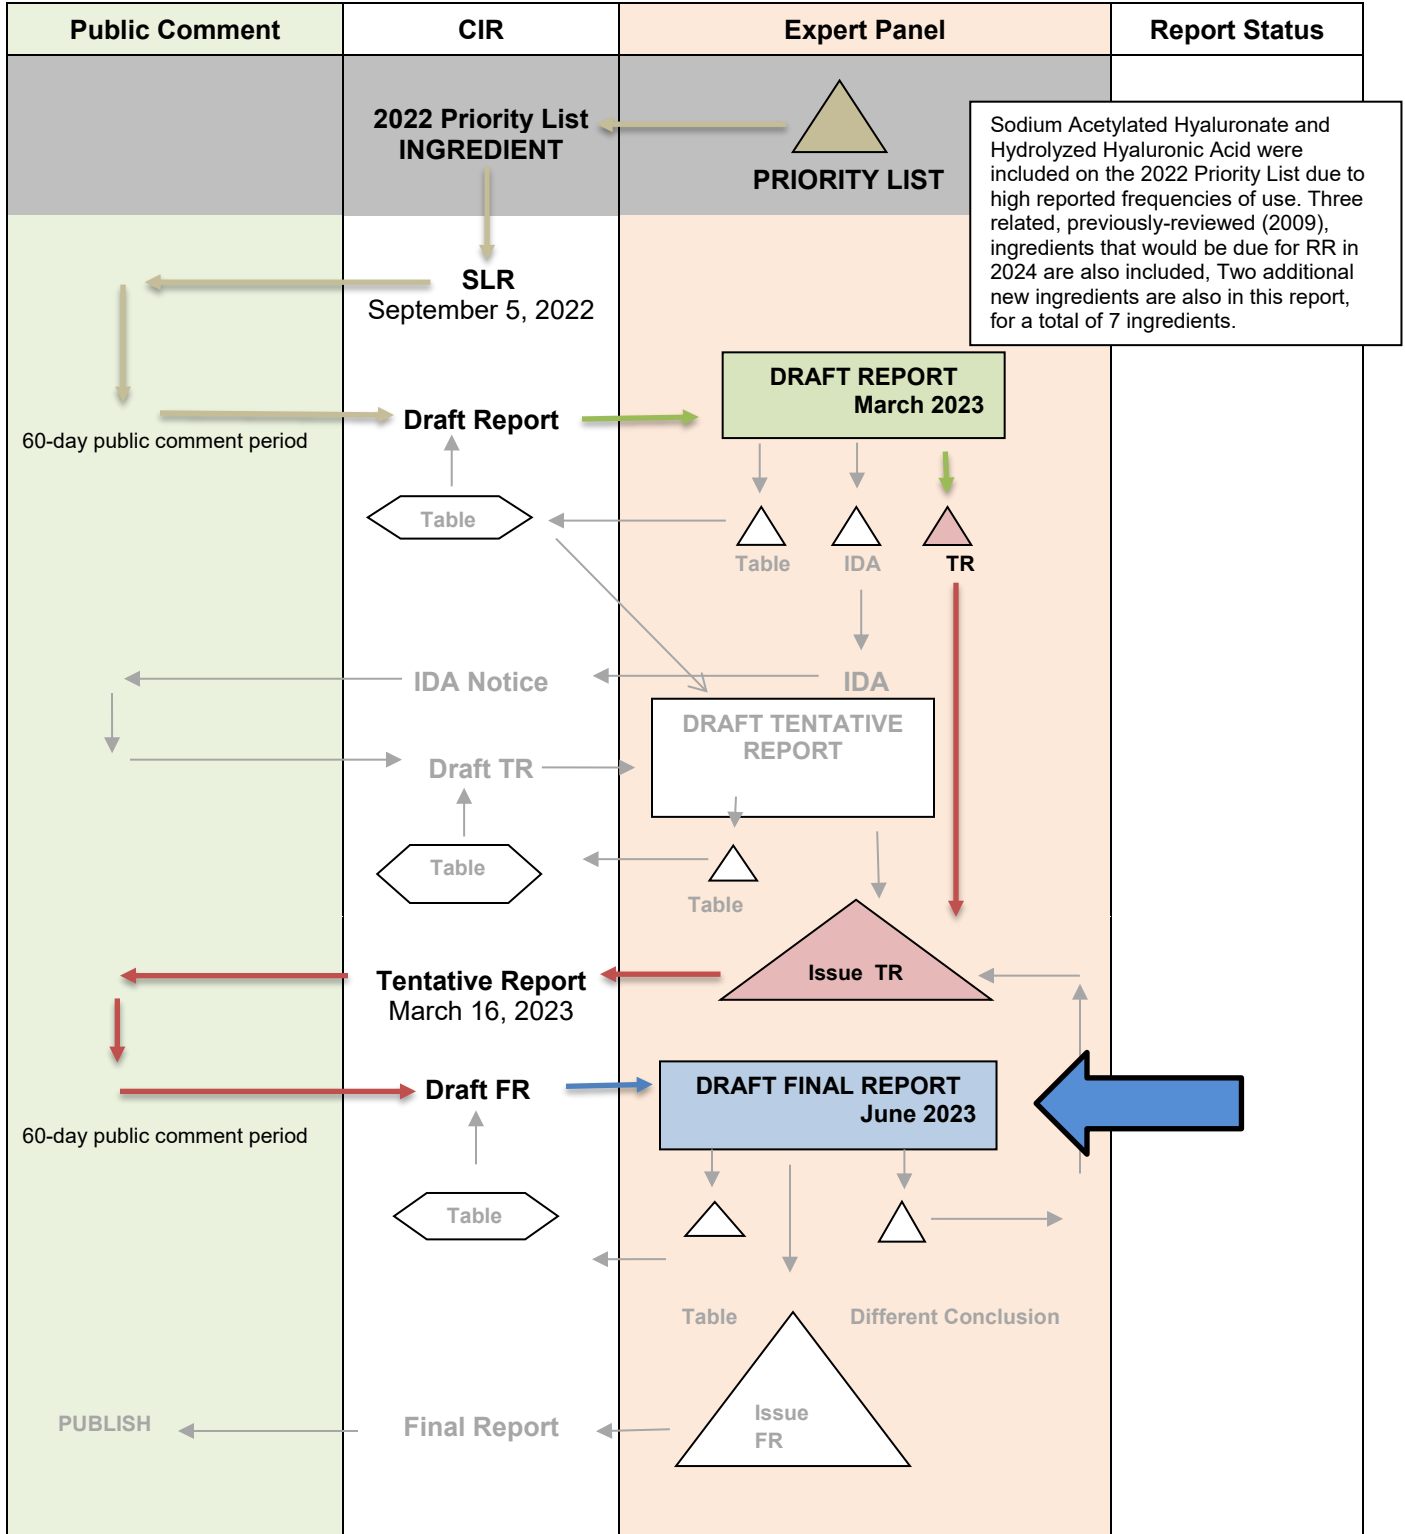 Public Comment
CIR
Expert Panel
Report Status
2022 Priority List
INGREDIENT
PRIORITY LIST
Sodium Acetylated Hyaluronate and
Hydrolyzed Hyaluronic Acid were
included on the 2022 Priority List due to
high reported frequencies of use. Three
related, previously-reviewed (2009),
ingredients that would be due for RR in
2024 are also included, Two additional
new ingredients are also in this report,
for a total of 7 ingredients.
SLR
September 5, 2022
60-day public comment period
Draft Report
DRAFT REPORT
March 2023
Table
Table
IDA
TR
IDA Notice
IDA
DRAFT TENTATIVE
REPORT
Draft TR
Table
Table
Issue TR
Tentative Report
March 16, 2023
60-day public comment period
Draft FR
DRAFT FINAL REPORT
June 2023
Table
Table
Different Conclusion
PUBLISH
Final Report
Issue
FR